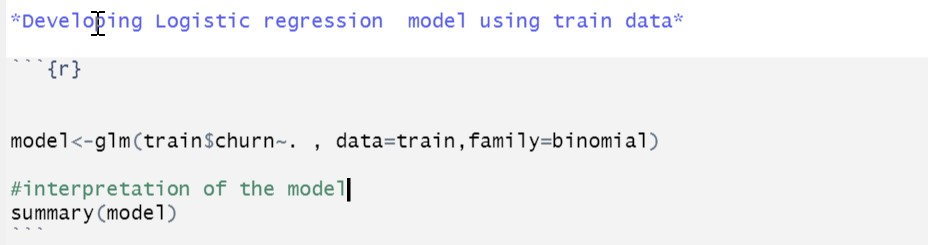 *Developing Logistic regression  model using train data*
```{r}
model<-glm(train$churn~. , data=train,family=binomial)
#interpretation of the model
summary(model)
```